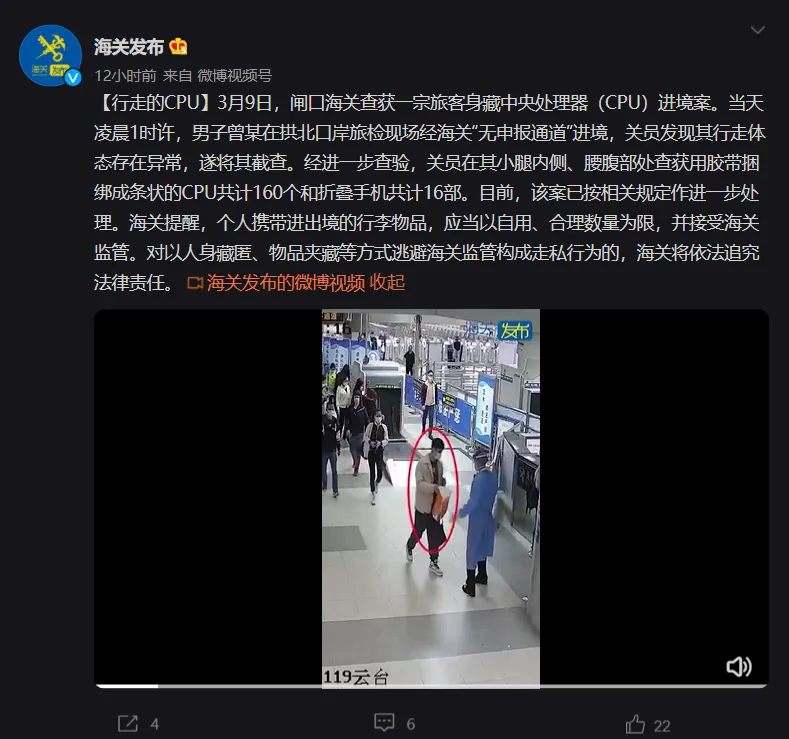 海关发布
12小时前 来自 微博视频号
【行走的CPU】3月9日，闸口海关查获一宗旅客身藏中央处理器（CPU）进境案。当天
凌晨1时许，男子曾某在拱北口岸旅检现场经海关“无申报通道”进境，关员发现其行走体
态存在异常，遂将其截查。经进一步查验，关员在其小腿内侧、腰腹部处查获用胶带捆
绑成条状的CPU共计160个和折叠手机共计16部。目前，该案已按相关规定作进一步处
理。海关提醒，个人携带进出境的行李物品，应当以自用、合理数量为限，并接受海关
监管。对以人身藏匿、物品夹藏等方式逃避海关监管构成走私行为的，海关将依法追究
法律责任。 海关发布的微博视频 收起
海关发布
119云台
4
6
22